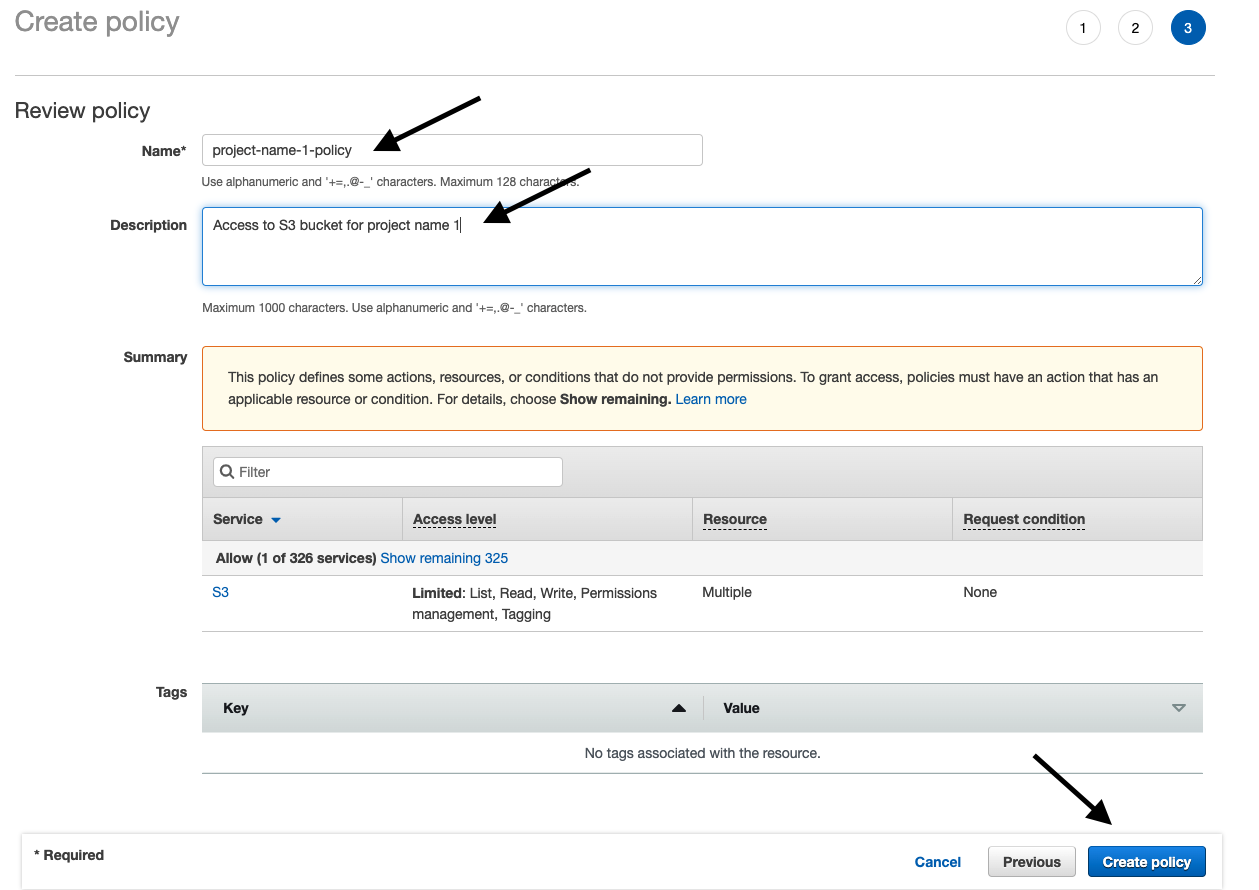 Create policy
1
2
3
Review policy
Name*
project-name-1-policy
Use alphanumeric and '+=,.@-_' characters. Maximum 128 characters.
Description
Access to S3 bucket for project name 1
Maximum 1000 characters. Use alphanumeric and '+=,.@-_' characters.
Summary
This policy defines some actions, resources, or conditions that do not provide permissions. To grant access, policies must have an action that has an
applicable resource or condition. For details, choose Show remaining. Learn more
Filter
Service
Access level
Resource
Request condition
Allow (1 of 326 services) Show remaining 325
S3
Limited: List, Read, Write, Permissions
management, Tagging
Multiple
None
Tags
Key
Value
No tags associated with the resource.
* Required
Cancel
Previous
Create policy